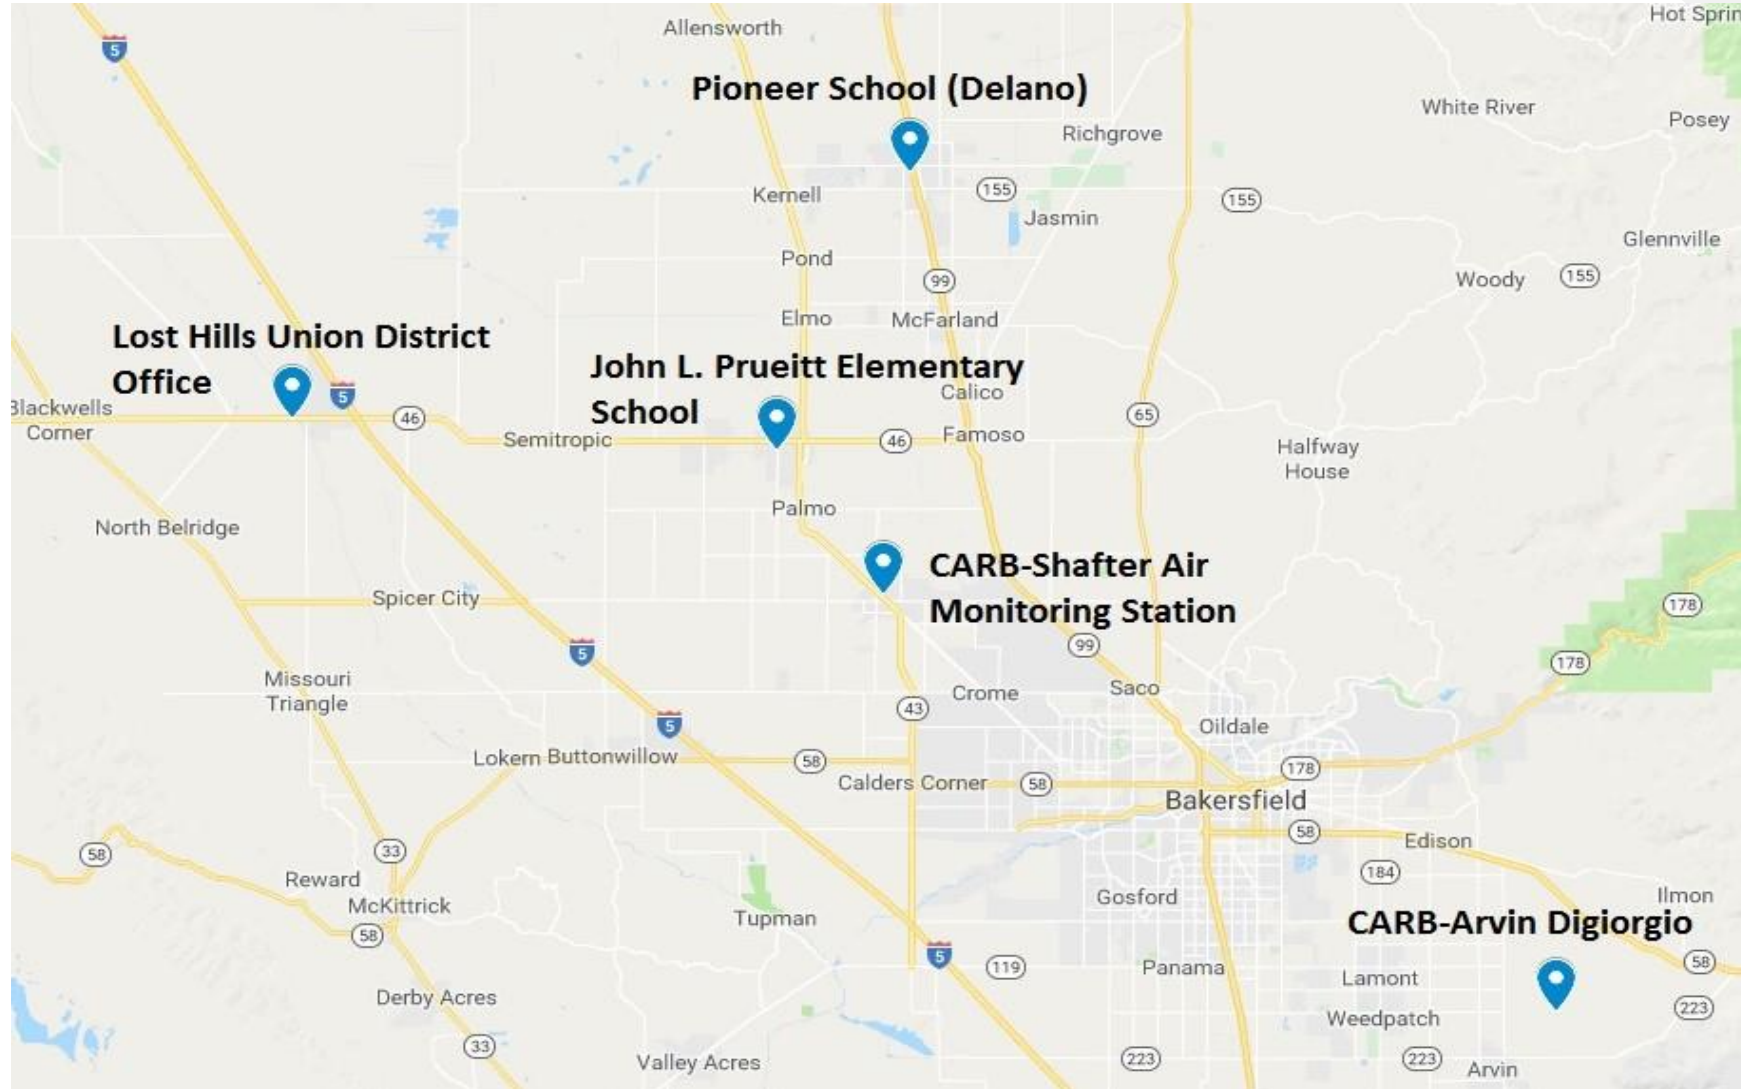 Hot Sprin
Allensworth
5
Pioneer School (Delano)
White River
Posey
Richgrove
Kernell
155
155
Jasmin
Glennville
Pond
Woody
155
99
Elmo
McFarland
Lost Hills Union District
Office
John L. Prueitt Elementary
School
5
Calico
Blackwells
Corner
46
65
Semitropic
46
Famoso
Halfway
House
Palmo
North Belridge
CARB-Shafter Air
Monitoring Station
Spicer City
178
5
99
178
Missouri
Triangle
Crome
Saco
43
5
Oildale
Lokern
Buttonwillow
58
178
Calders Corner
58
Bakersfield
58
Edison
58
33
184
Reward
Gosford
Ilmon
McKittrick
Tupman
CARB-Arvin Digiorgio
58
5
119
Panama
58
Lamont
Derby Acres
223
Weedpatch
33
Valley Acres
223
223
Arvin